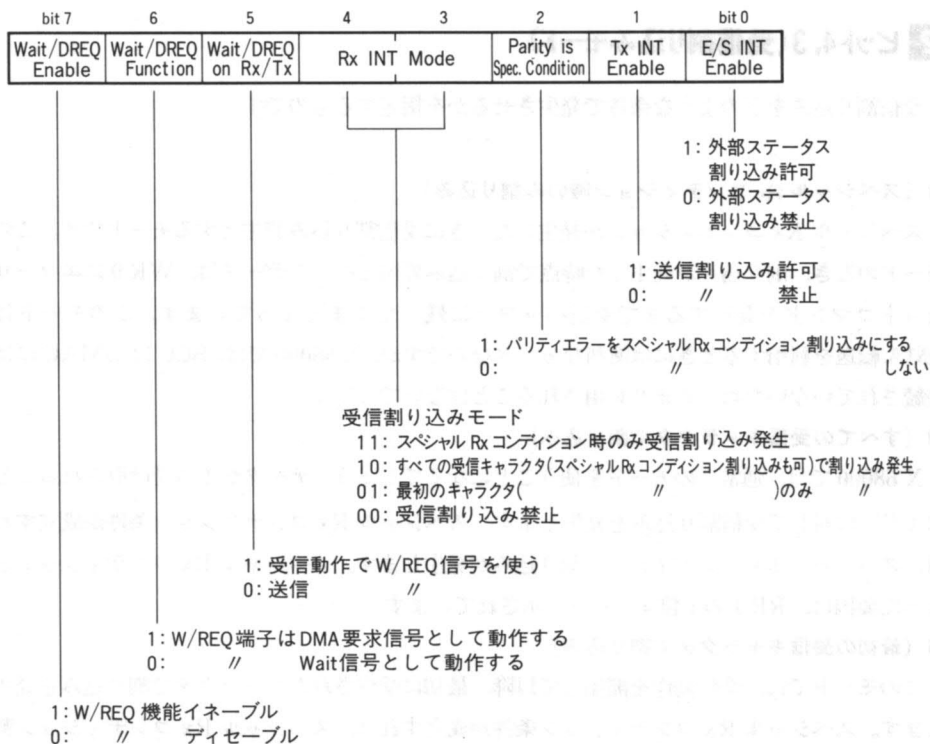 bit 7 6 5 4 3 2 1 bit 0
Wait/DREQ Enable
Wait/DREQ Function
Wait/DREQ on Rx/Tx
Rx INT Mode
Parity is Spec. Condition
Tx INT Enable
Ext/S INT Enable
1: 外部ステータス
割り込み許可
0: 外部ステータス
割り込み禁止
1: 送信割り込み許可
0: 〃 禁止
1: パリティエラーをスペシャルRxコンディション割り込みにする
0: 〃 しない
受信割り込みモード
11: スペシャル Rx コンディション時のみ受信割り込み発生
10: すべての受信キャラクタ(スペシャルRxコンディション割り込みも可)で割り込み発生
01: 最初のキャラクタ( 〃 )のみ 〃
00: 受信割り込み禁止
1: 受信動作でW/REQ信号を使う
0: 送信 〃
1: W/REQ端子はDMA要求信号として動作する
0: 〃 Wait信号として動作する
1: W/REQ 機能イネーブル
0: 〃 ディセーブル